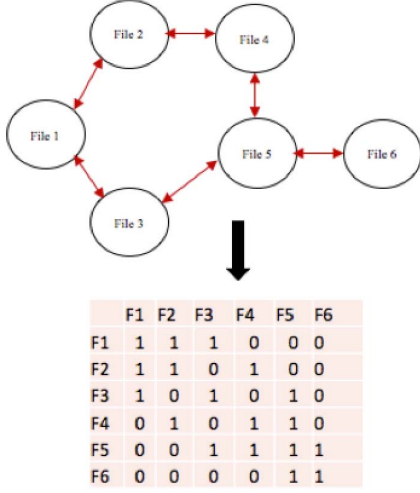 File 2
File 4
File 1
File 5
File 6
File 3
F1 F2 F3 F4 F5 F6
F1 1 1 1 0 0 0
F2 1 1 0 1 0 0
F3 1 0 1 0 1 0
F4 0 1 0 1 1 0
F5 0 0 1 1 1 1
F6 0 0 0 0 1 1